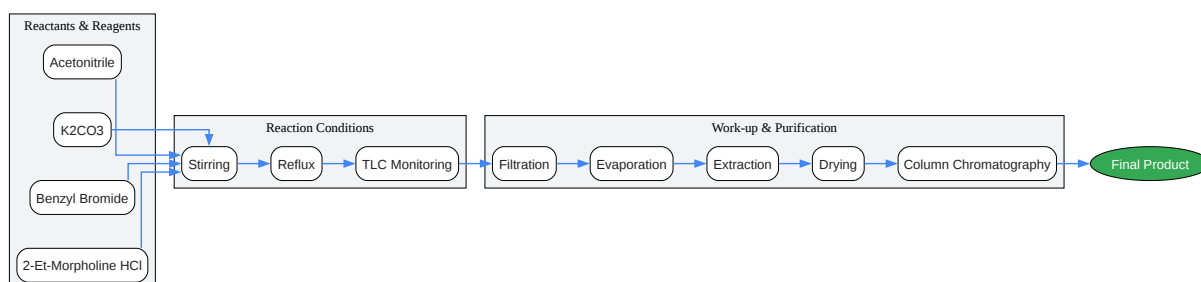 Reactants & Reagents
Acetonitrile
K2CO3
Benzyl Bromide
2-Et-Morpholine HCl
Reaction Conditions
Stirring
Reflux
TLC Monitoring
Work-up & Purification
Filtration
Evaporation
Extraction
Drying
Column Chromatography
Final Product